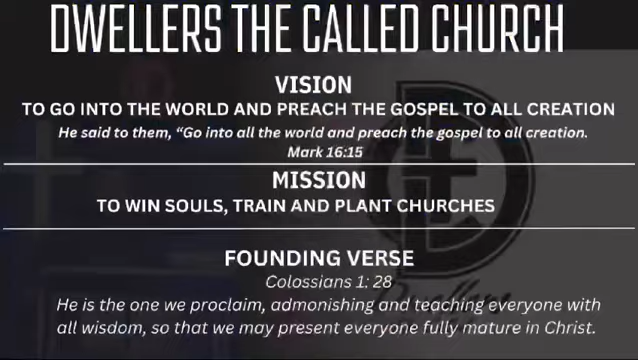 DWELLERS THE CALLED CHURCH
VISION
TO GO INTO THE WORLD AND PREACH THE GOSPEL TO ALL CREATION
He said to them, “Go into all the world and preach the gospel to all creation.
Mark 16:15
MISSION
TO WIN SOULS, TRAIN AND PLANT CHURCHES
FOUNDING VERSE
Colossians 1: 28
He is the one we proclaim, admonishing and teaching everyone with
all wisdom, so that we may present everyone fully mature in Christ.
Dwellers